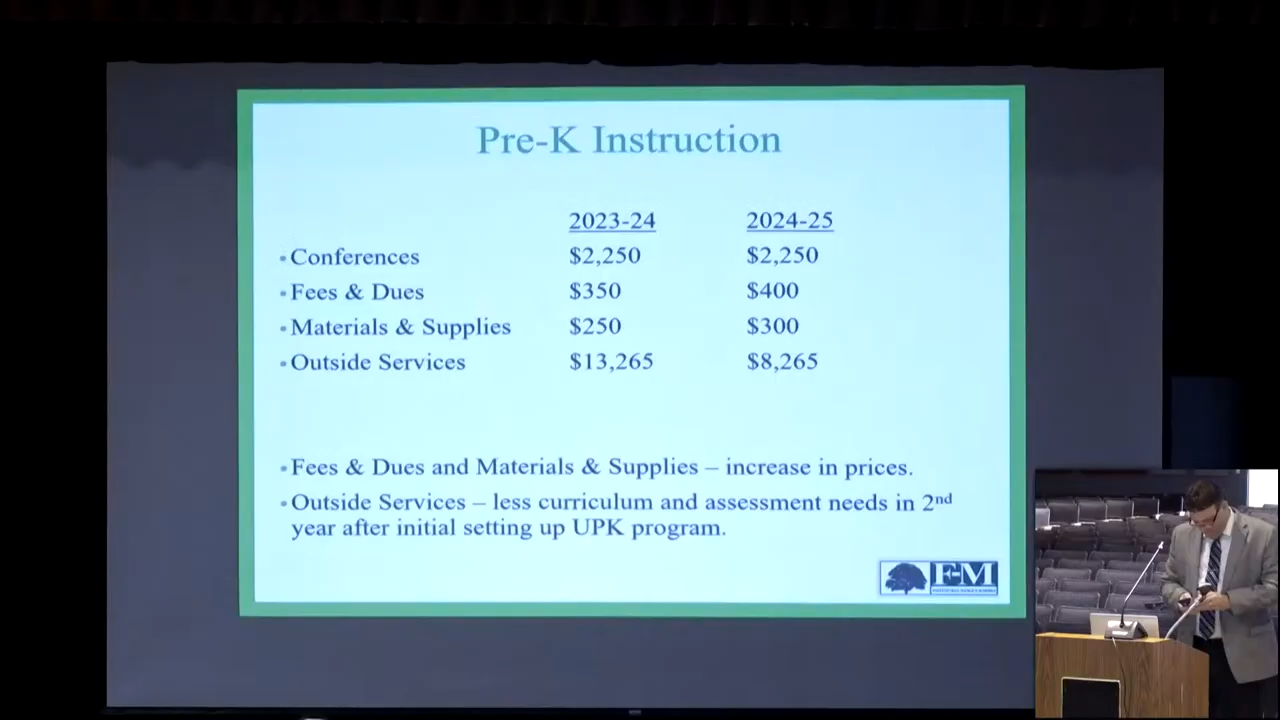 Pre-K Instruction
2023-24 2024-25
•Conferences $2,250 $2,250
•Fees & Dues $350 $400
•Materials & Supplies $250 $300
•Outside Services $13,265 $8,265
•Fees & Dues and Materials & Supplies – increase in prices.
•Outside Services – less curriculum and assessment needs in 2nd
year after initial setting up UPK program.
F-M